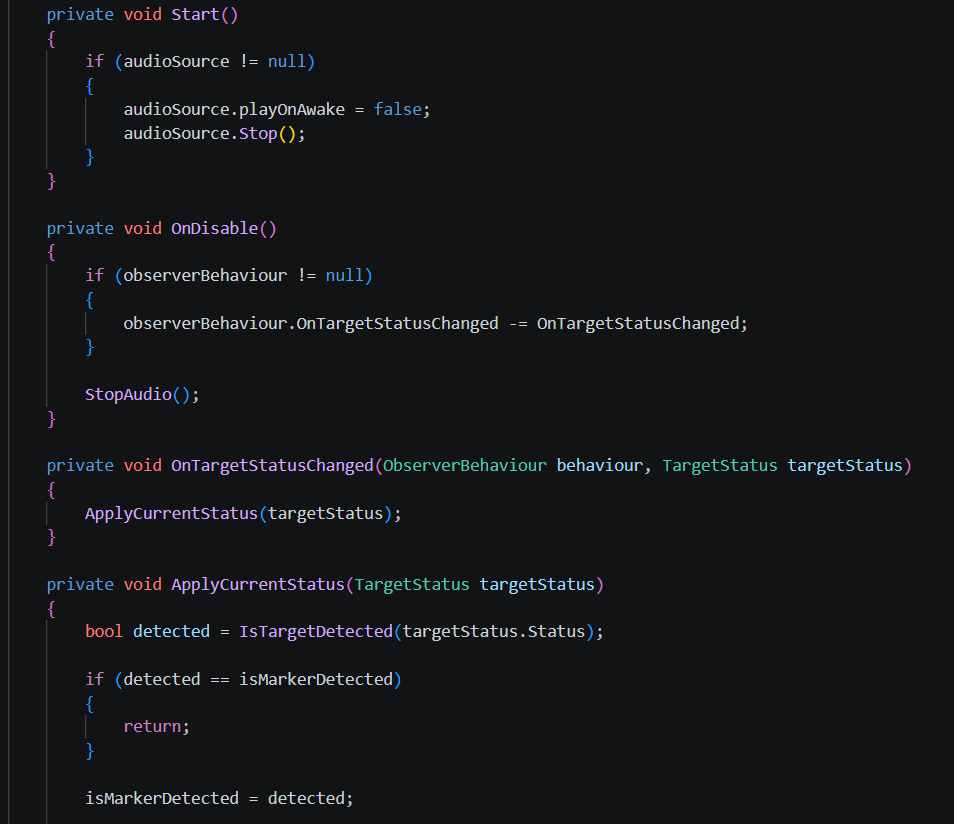 private void Start()
{
if (audioSource != null)
{
audioSource.playOnAwake = false;
audioSource.Stop();
}
}
private void OnDisable()
{
if (observerBehaviour != null)
{
observerBehaviour.OnTargetStatusChanged -= OnTargetStatusChanged;
}
StopAudio();
}
private void OnTargetStatusChanged(ObserverBehaviour behaviour, TargetStatus targetStatus)
{
ApplyCurrentStatus(targetStatus);
}
private void ApplyCurrentStatus(TargetStatus targetStatus)
{
bool detected = IsTargetDetected(targetStatus.Status);
if (detected == isMarkerDetected)
{
return;
}
isMarkerDetected = detected;